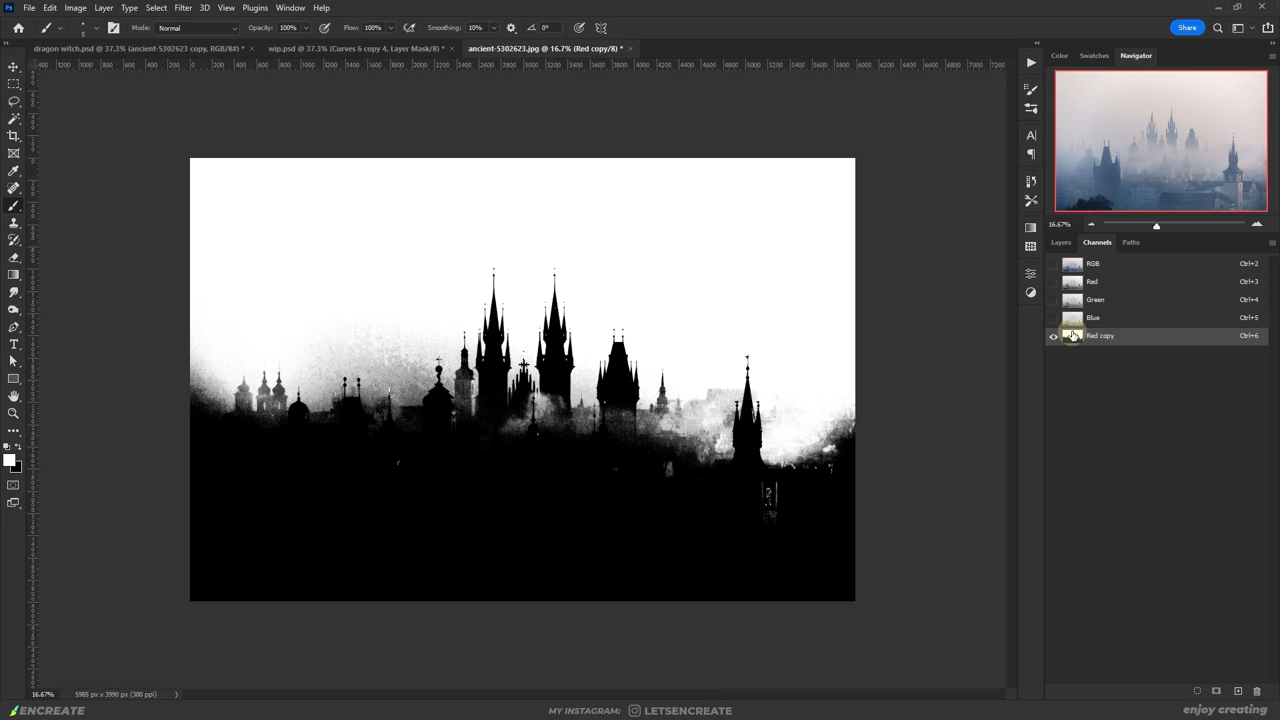 Ps File Edit Image Layer Type Select Filter 3D View Plugins Window Help
5 Mode: Normal Opacity: 100% Flow: 100% Smoothing: 10% 0° Share
dragon witch.psd @ 37.3% (ancient-5302623 copy, RGB/8#) * × wip.psd @ 37.3% (Curves 6 copy 4, Layer Mask/8) * × ancient-5302623.jpg @ 16.7% (Red copy/8) * ×
Color Swatches Navigator
16.67%
Layers Channels Paths
RGB Ctrl+2
Red Ctrl+3
Green Ctrl+4
Blue Ctrl+5
Red copy Ctrl+6
16.67% 5985 px x 3990 px (300 ppi)
ENCREATE MY INSTAGRAM: LETSENCREATE enjoy creating